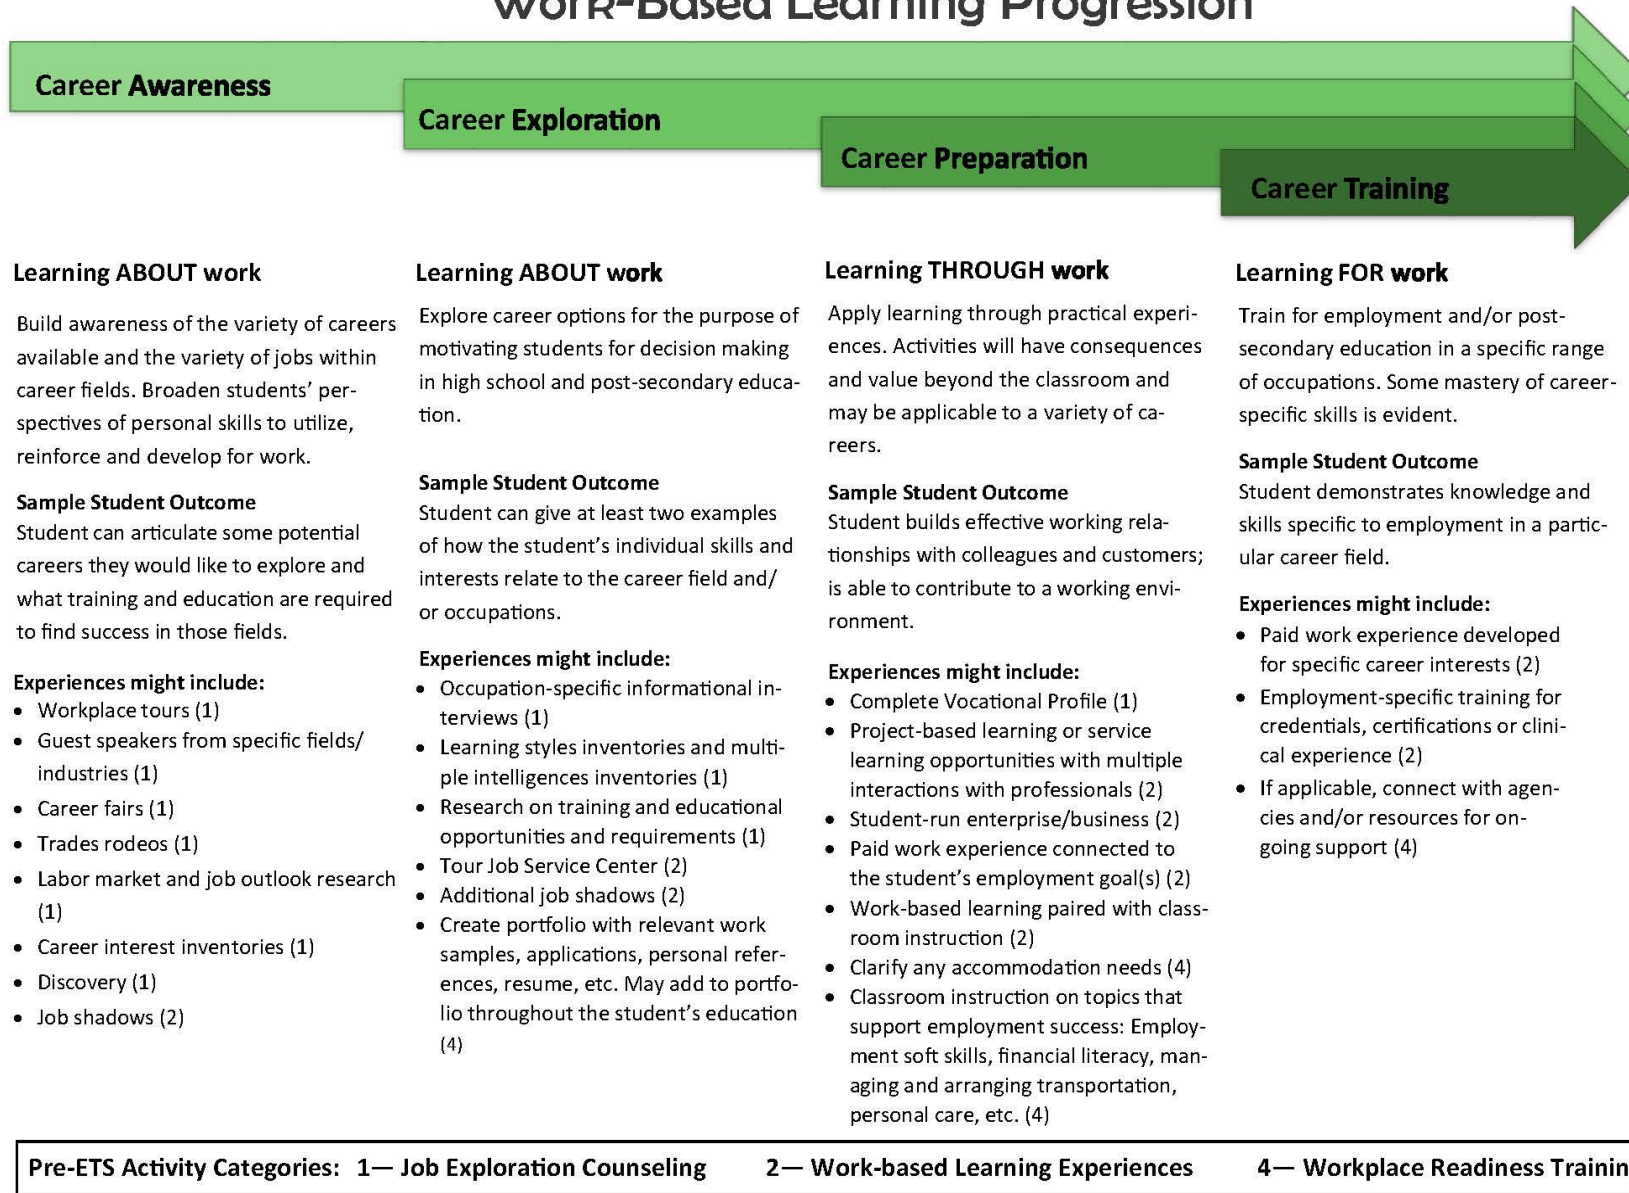 Work-Based Learning Progression
Career Awareness
Career Exploration
Career Preparation
Career Training
Learning ABOUT work
Build awareness of the variety of careers
available and the variety of jobs within
career fields. Broaden students' per-
spectives of personal skills to utilize,
reinforce and develop for work.
Sample Student Outcome
Student can articulate some potential
careers they would like to explore and
what training and education are required
to find success in those fields.
Experiences might include:
• Workplace tours (1)
• Guest speakers from specific fields/
industries (1)
• Career fairs (1)
• Trades rodeos (1)
• Labor market and job outlook research
(1)
• Career interest inventories (1)
• Discovery (1)
• Job shadows (2)
Learning ABOUT work
Explore career options for the purpose of
motivating students for decision making
in high school and post-secondary educa-
tion.
Sample Student Outcome
Student can give at least two examples
of how the student's individual skills and
interests relate to the career field and/
or occupations.
Experiences might include:
• Occupation-specific informational in-
terviews (1)
• Learning styles inventories and multi-
ple intelligences inventories (1)
• Research on training and educational
opportunities and requirements (1)
• Tour Job Service Center (2)
• Additional job shadows (2)
• Create portfolio with relevant work
samples, applications, personal refer-
ences, resume, etc. May add to portfo-
lio throughout the student's education
(4)
Learning THROUGH work
Apply learning through practical experi-
ences. Activities will have consequences
and value beyond the classroom and
may be applicable to a variety of ca-
reers.
Sample Student Outcome
Student builds effective working rela-
tionships with colleagues and customers;
is able to contribute to a working envi-
ronment.
Experiences might include:
• Complete Vocational Profile (1)
• Project-based learning or service
learning opportunities with multiple
interactions with professionals (2)
• Student-run enterprise/business (2)
• Paid work experience connected to
the student's employment goal(s) (2)
• Work-based learning paired with class-
room instruction (2)
• Clarify any accommodation needs (4)
• Classroom instruction on topics that
support employment success: Employ-
ment soft skills, financial literacy, man-
aging and arranging transportation,
personal care, etc. (4)
Learning FOR work
Train for employment and/or post-
secondary education in a specific range
of occupations. Some mastery of career-
specific skills is evident.
Sample Student Outcome
Student demonstrates knowledge and
skills specific to employment in a partic-
ular career field.
Experiences might include:
• Paid work experience developed
for specific career interests (2)
• Employment-specific training for
credentials, certifications or clini-
cal experience (2)
• If applicable, connect with agen-
cies and/or resources for on-
going support (4)
Pre-ETS Activity Categories: 1— Job Exploration Counseling 2— Work-based Learning Experiences 4— Workplace Readiness Trainin